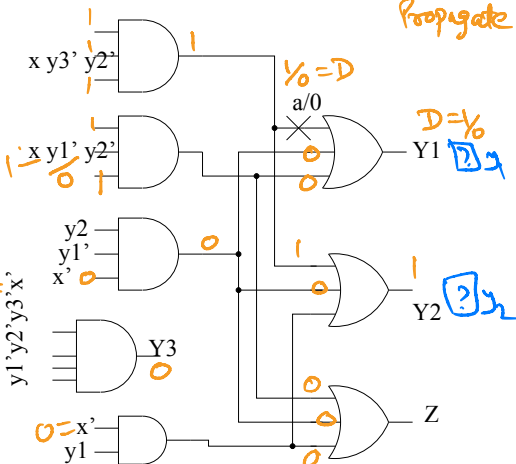 Propagate
1
x y3' y2'
1
1
1
1/0 = D
a/0
1
1
x y1' y2'
0
1
0
0
D = 1/0
Y1
? y1
y2
y1'
x' 0
0
1
0
1
Y2
? y2
y1'y2'y3'x'
Y3
0
0
0
0
Z
0 = x'
y1